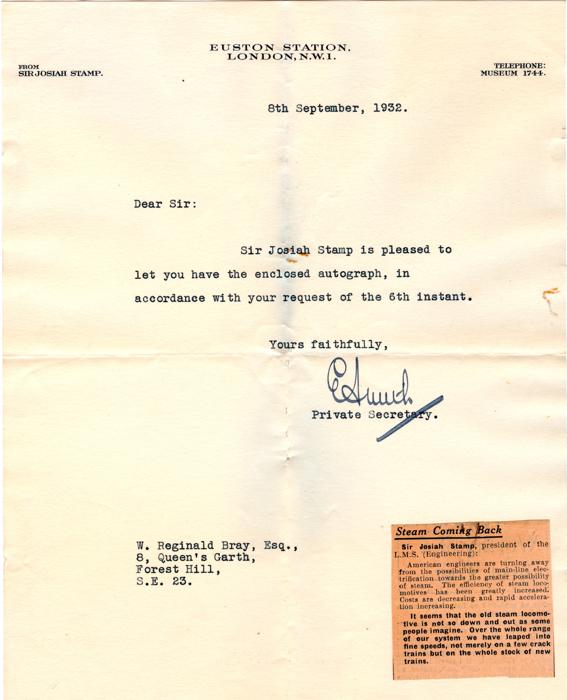 EUSTON STATION.
LONDON, N.W.1.
FROM
SIR JOSIAH STAMP.
TELEPHONE:
MUSEUM 1744.
8th September, 1932.
Dear Sir:
Sir Josiah Stamp is pleased to
let you have the enclosed autograph, in
accordance with your request of the 6th instant.
Yours faithfully,
Private Secretary.
W. Reginald Bray, Esq.,
8, Queen's Garth,
Forest Hill,
S.E. 23.
Steam Coming Back
Sir Josiah Stamp, president of the
L.M.S. (Engineering):
American engineers are turning away
from the possibilities of main-line elec-
trification towards the greater possibility
of steam. The efficiency of steam loco-
motives has been greatly increased.
Costs are decreasing and rapid accelera-
tion increasing.
It seems that the old steam locomo-
tive is not so down and out as some
people imagine. Over the whole range
of our system we have leaped into
fine speeds, not merely on a few crack
trains but on the whole stock of new
trains.